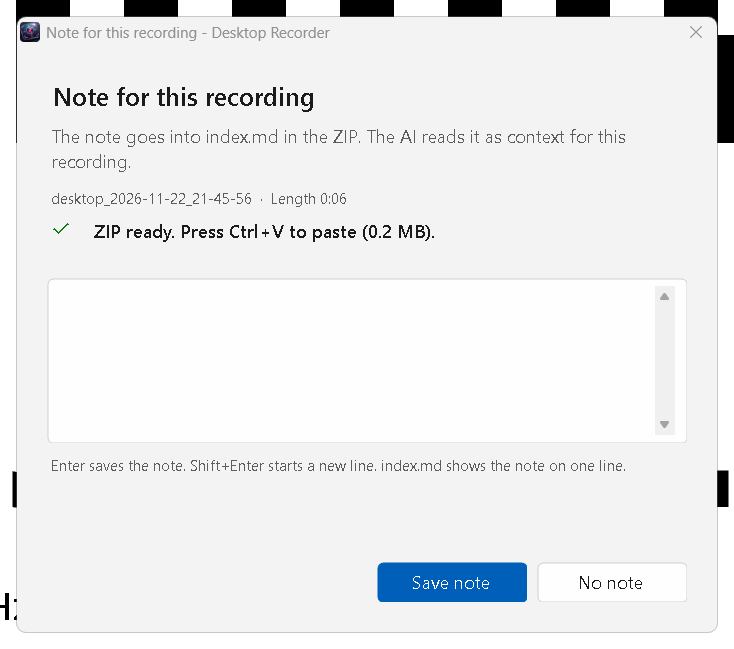 Note for this recording - Desktop Recorder
Note for this recording
The note goes into index.md in the ZIP. The AI reads it as context for this
recording.
desktop_2026-11-22_21-45-56 · Length 0:06
ZIP ready. Press Ctrl+V to paste (0.2 MB).
Enter saves the note. Shift+Enter starts a new line. index.md shows the note on one line.
Save note
No note